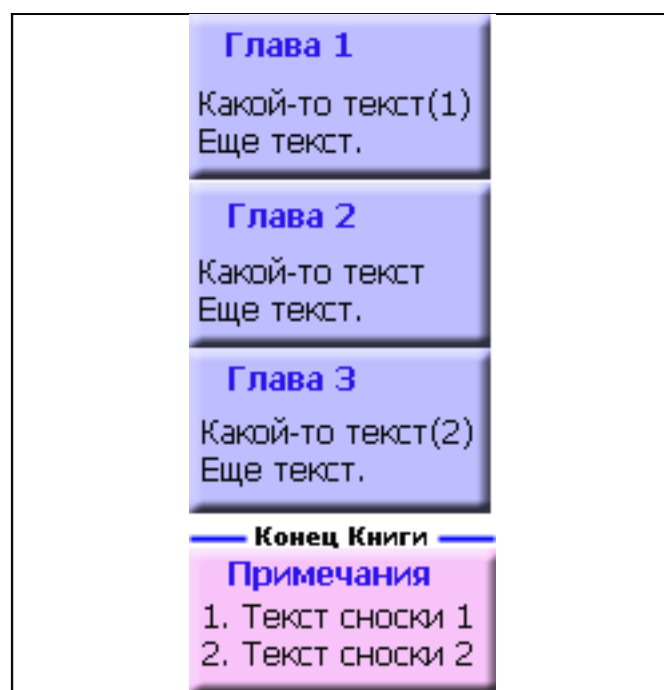 Глава 1
Какой-то текст(1)
Еще текст.
Глава 2
Какой-то текст
Еще текст.
Глава 3
Какой-то текст(2)
Еще текст.
Конец Книги
Примечания
1. Текст сноски 1
2. Текст сноски 2